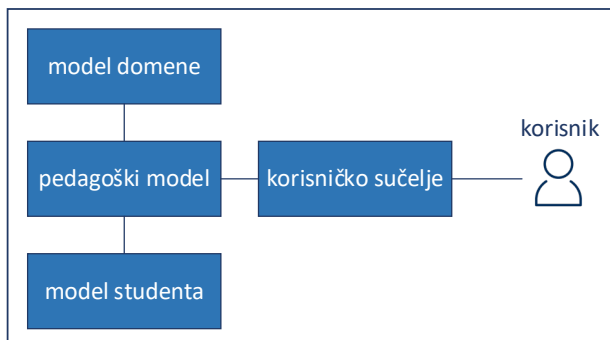 model domene
korisnik
pedagoški model
korisničko sučelje
model studenta